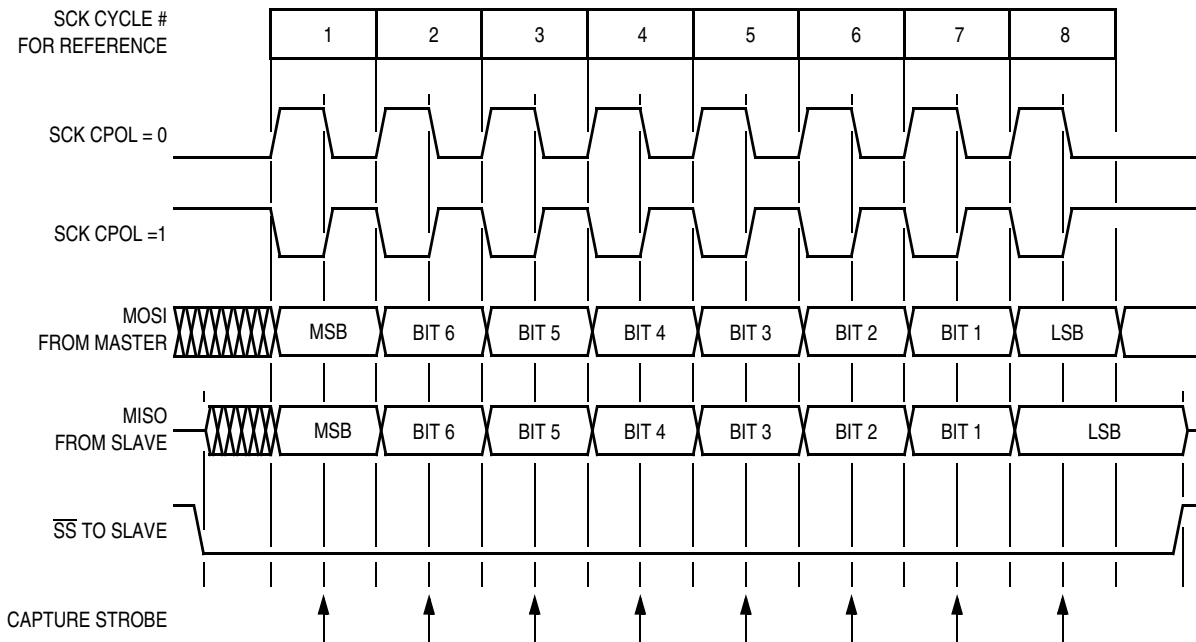 SCK CYCLE #
FOR REFERENCE
1 2 3 4 5 6 7 8
SCK CPOL = 0
SCK CPOL =1
MOSI
FROM MASTER
MSB BIT 6 BIT 5 BIT 4 BIT 3 BIT 2 BIT 1 LSB
MISO
FROM SLAVE
MSB BIT 6 BIT 5 BIT 4 BIT 3 BIT 2 BIT 1 LSB
SS TO SLAVE
CAPTURE STROBE